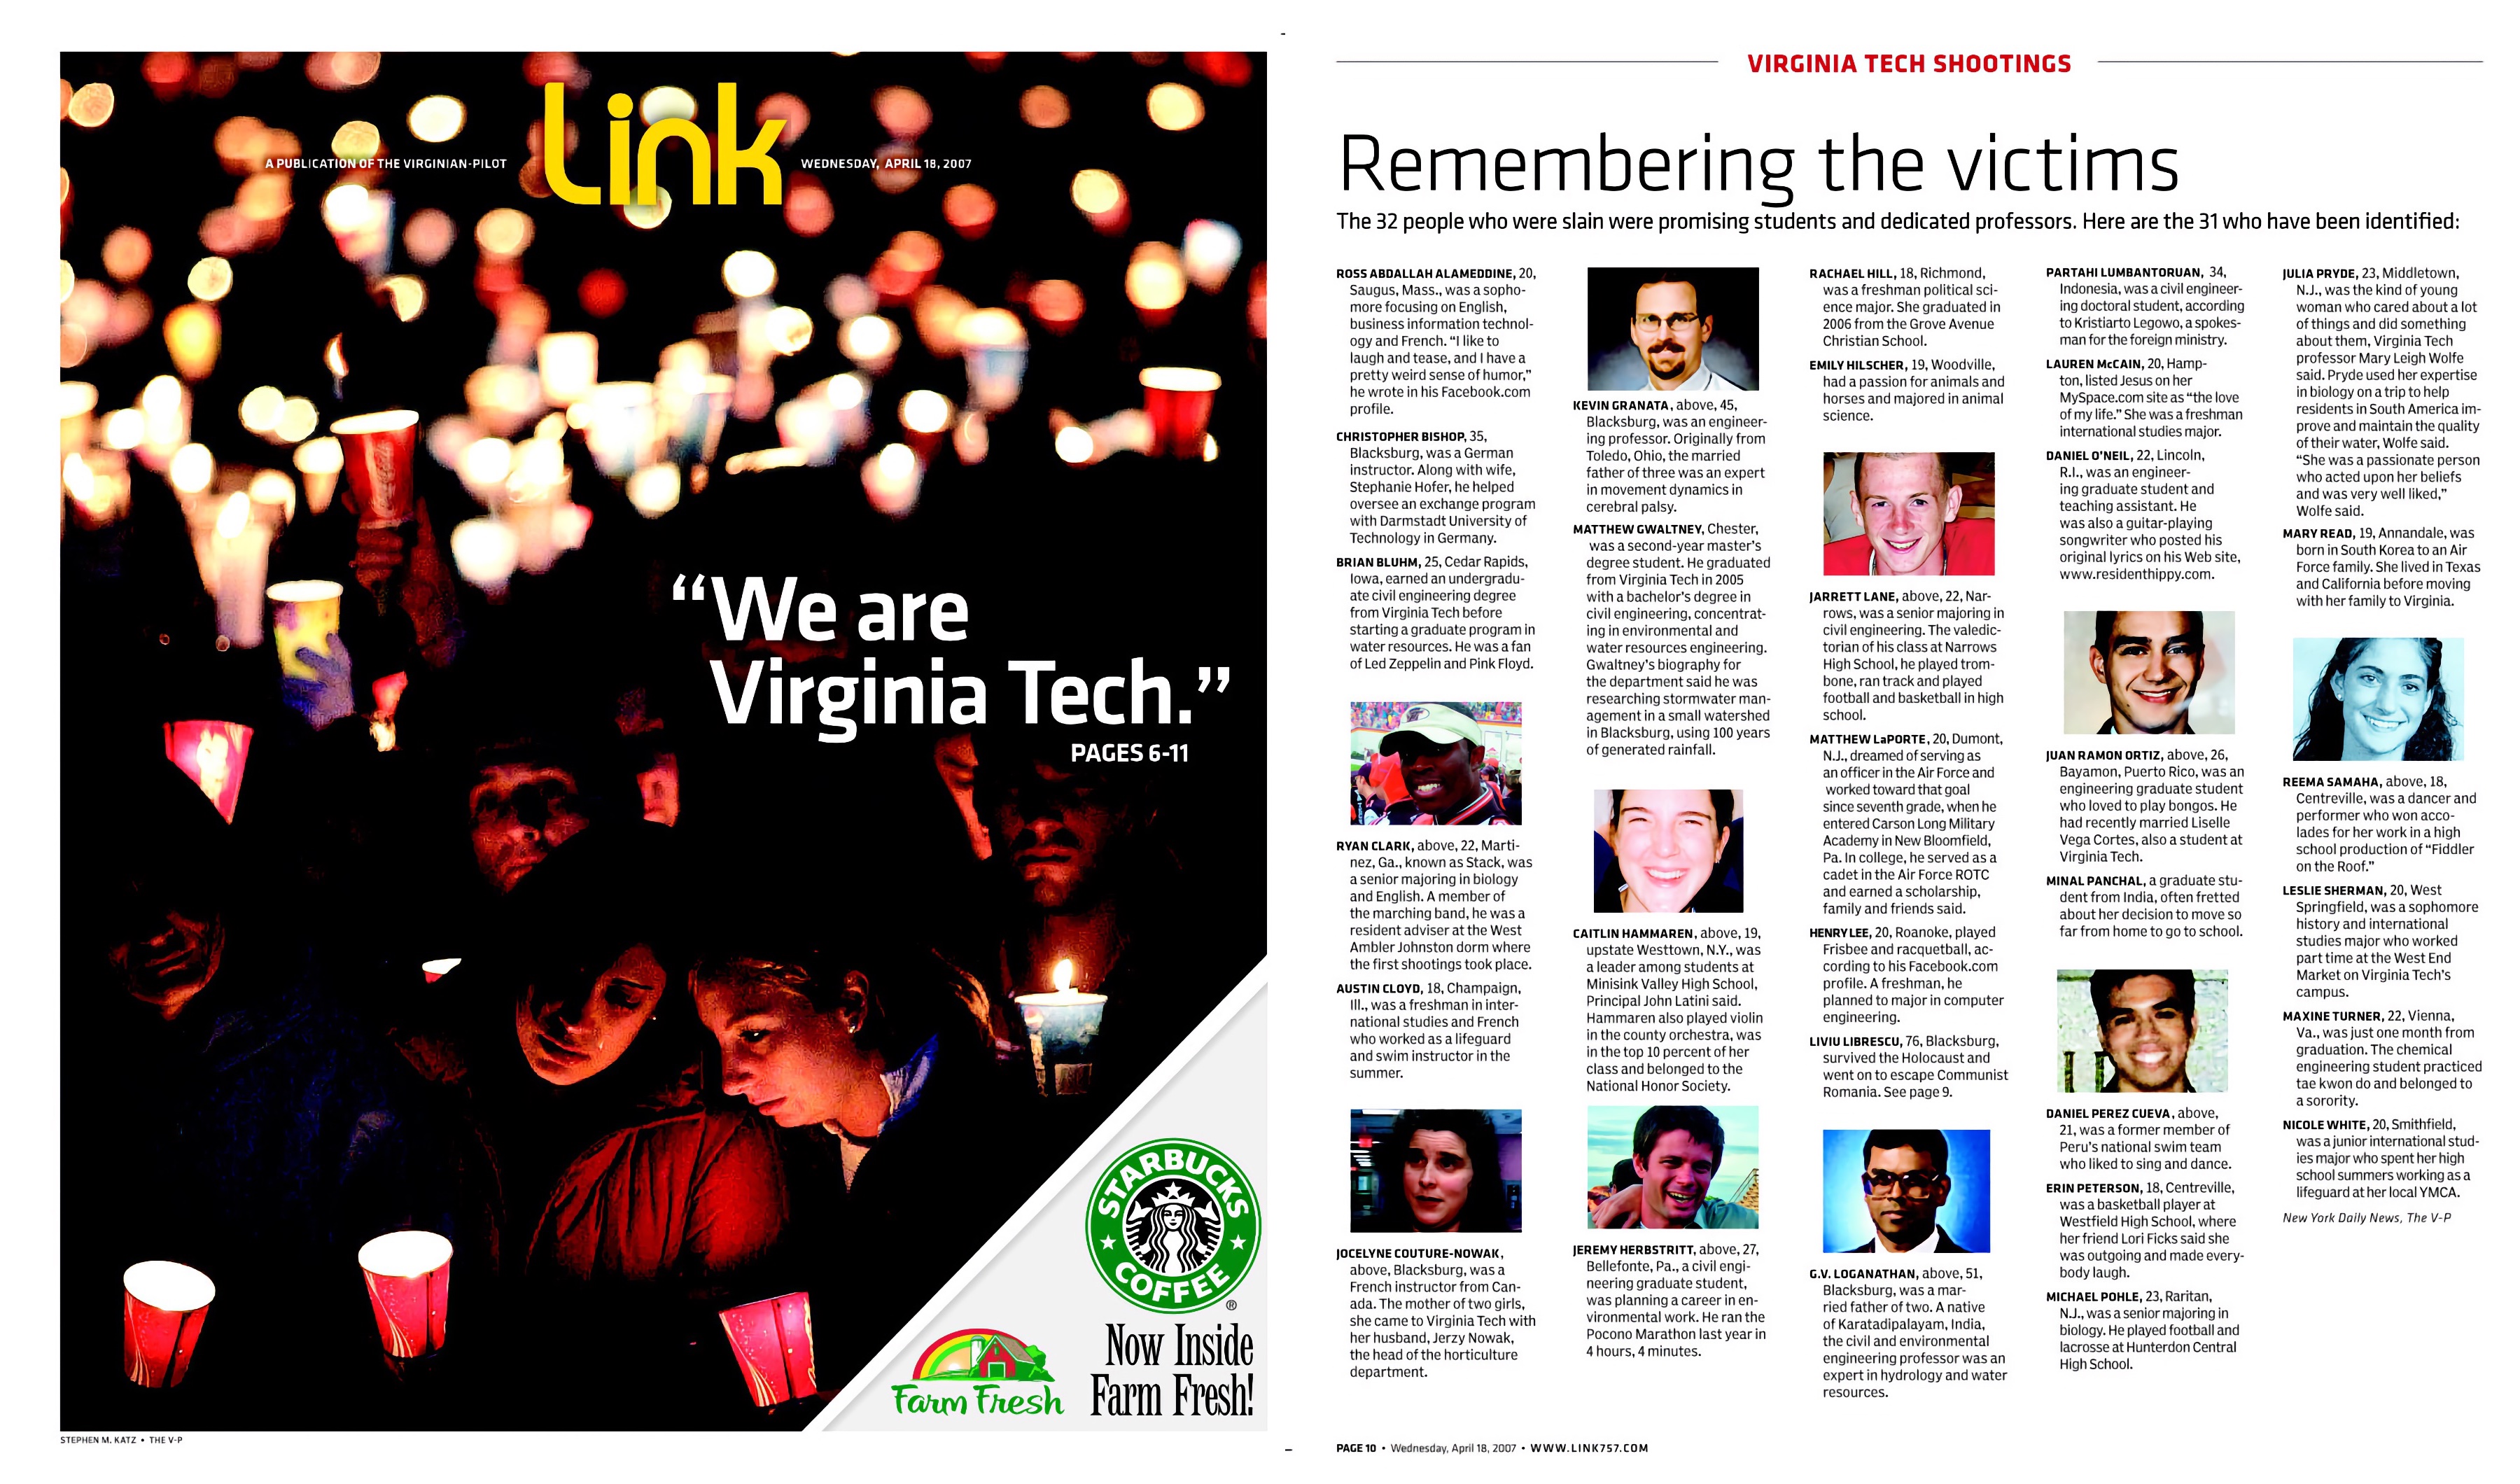 A PUBLICATION OF THE VIRGINIAN-PILOT
Link
WEDNESDAY, APRIL 18, 2007
“We are
Virginia Tech.”
PAGES 6-11
STARBUCKS
COFFEE
®
Now Inside
Farm Fresh!
Farm Fresh
STEPHEN M. KATZ • THE V-P
VIRGINIA TECH SHOOTINGS
Remembering the victims
The 32 people who were slain were promising students and dedicated professors. Here are the 31 who have been identified:
ROSS ABDALLAH ALAMEDDINE, 20,
Saugus, Mass., was a sopho-
more focusing on English,
business information technol-
ogy and French. “I like to
laugh and tease, and I have a
pretty weird sense of humor,”
he wrote in his Facebook.com
profile.
CHRISTOPHER BISHOP, 35,
Blacksburg, was a German
instructor. Along with wife,
Stephanie Hofer, he helped
oversee an exchange program
with Darmstadt University of
Technology in Germany.
BRIAN BLUHM, 25, Cedar Rapids,
Iowa, earned an undergradu-
ate civil engineering degree
from Virginia Tech before
starting a graduate program in
water resources. He was a fan
of Led Zeppelin and Pink Floyd.
RYAN CLARK, above, 22, Marti-
nez, Ga., known as Stack, was
a senior majoring in biology
and English. A member of
the marching band, he was a
resident adviser at the West
Ambler Johnston dorm where
the first shootings took place.
AUSTIN CLOYD, 18, Champaign,
Ill., was a freshman in inter-
national studies and French
who worked as a lifeguard
and swim instructor in the
summer.
JOCELYNE COUTURE-NOWAK,
above, Blacksburg, was a
French instructor from Can-
ada. The mother of two girls,
she came to Virginia Tech with
her husband, Jerzy Nowak,
the head of the horticulture
department.
KEVIN GRANATA, above, 45,
Blacksburg, was an engineer-
ing professor. Originally from
Toledo, Ohio, the married
father of three was an expert
in movement dynamics in
cerebral palsy.
MATTHEW GWALTNEY, Chester,
was a second-year master’s
degree student. He graduated
from Virginia Tech in 2005
with a bachelor’s degree in
civil engineering, concentrat-
ing in environmental and
water resources engineering.
Gwaltney’s biography for
the department said he was
researching stormwater man-
agement in a small watershed
in Blacksburg, using 100 years
of generated rainfall.
CAITLIN HAMMAREN, above, 19,
upstate Westtown, N.Y., was
a leader among students at
Minisink Valley High School,
Principal John Latini said.
Hammaren also played violin
in the county orchestra, was
in the top 10 percent of her
class and belonged to the
National Honor Society.
JEREMY HERBSTRITT, above, 27,
Bellefonte, Pa., a civil engi-
neering graduate student,
was planning a career in en-
vironmental work. He ran the
Pocono Marathon last year in
4 hours, 4 minutes.
RACHAEL HILL, 18, Richmond,
was a freshman political sci-
ence major. She graduated in
2006 from the Grove Avenue
Christian School.
EMILY HILSCHER, 19, Woodville,
had a passion for animals and
horses and majored in animal
science.
JARRETT LANE, above, 22, Nar-
rows, was a senior majoring in
civil engineering. The valedic-
torian of his class at Narrows
High School, he played trom-
bone, ran track and played
football and basketball in high
school.
MATTHEW LaPORTE, 20, Dumont,
N.J., dreamed of serving as
an officer in the Air Force and
worked toward that goal
since seventh grade, when he
entered Carson Long Military
Academy in New Bloomfield,
Pa. In college, he served as a
cadet in the Air Force ROTC
and earned a scholarship,
family and friends said.
HENRY LEE, 20, Roanoke, played
Frisbee and racquetball, ac-
cording to his Facebook.com
profile. A freshman, he
planned to major in computer
engineering.
LIVIU LIBRESCU, 76, Blacksburg,
survived the Holocaust and
went on to escape Communist
Romania. See page 9.
G.V. LOGANATHAN, above, 51,
Blacksburg, was a mar-
ried father of two. A native
of Karatadipalayam, India,
the civil and environmental
engineering professor was an
expert in hydrology and water
resources.
PARTAHI LUMBANTORUAN, 34,
Indonesia, was a civil engineer-
ing doctoral student, according
to Kristiarto Legowo, a spokes-
man for the foreign ministry.
LAUREN McCAIN, 20, Hamp-
ton, listed Jesus on her
MySpace.com site as “the love
of my life.” She was a freshman
international studies major.
DANIEL O'NEIL, 22, Lincoln,
R.I., was an engineer-
ing graduate student and
teaching assistant. He
was also a guitar-playing
songwriter who posted his
original lyrics on his Web site,
www.residenthippy.com.
JUAN RAMON ORTIZ, above, 26,
Bayamon, Puerto Rico, was an
engineering graduate student
who loved to play bongos. He
had recently married Liselle
Vega Cortes, also a student at
Virginia Tech.
MINAL PANCHAL, a graduate stu-
dent from India, often fretted
about her decision to move so
far from home to go to school.
DANIEL PEREZ CUEVA, above,
21, was a former member of
Peru’s national swim team
who liked to sing and dance.
ERIN PETERSON, 18, Centreville,
was a basketball player at
Westfield High School, where
her friend Lori Ficks said she
was outgoing and made every-
body laugh.
MICHAEL POHLE, 23, Raritan,
N.J., was a senior majoring in
biology. He played football and
lacrosse at Hunterdon Central
High School.
JULIA PRYDE, 23, Middletown,
N.J., was the kind of young
woman who cared about a lot
of things and did something
about them, Virginia Tech
professor Mary Leigh Wolfe
said. Pryde used her expertise
in biology on a trip to help
residents in South America im-
prove and maintain the quality
of their water, Wolfe said.
“She was a passionate person
who acted upon her beliefs
and was very well liked,”
Wolfe said.
MARY READ, 19, Annandale, was
born in South Korea to an Air
Force family. She lived in Texas
and California before moving
with her family to Virginia.
REEMA SAMAHA, above, 18,
Centreville, was a dancer and
performer who won acco-
lades for her work in a high
school production of “Fiddler
on the Roof.”
LESLIE SHERMAN, 20, West
Springfield, was a sophomore
history and international
studies major who worked
part time at the West End
Market on Virginia Tech’s
campus.
MAXINE TURNER, 22, Vienna,
Va., was just one month from
graduation. The chemical
engineering student practiced
tae kwon do and belonged to
a sorority.
NICOLE WHITE, 20, Smithfield,
was a junior international stud-
ies major who spent her high
school summers working as a
lifeguard at her local YMCA.
New York Daily News, The V-P
PAGE 10 • Wednesday, April 18, 2007 • WWW.LINK757.COM